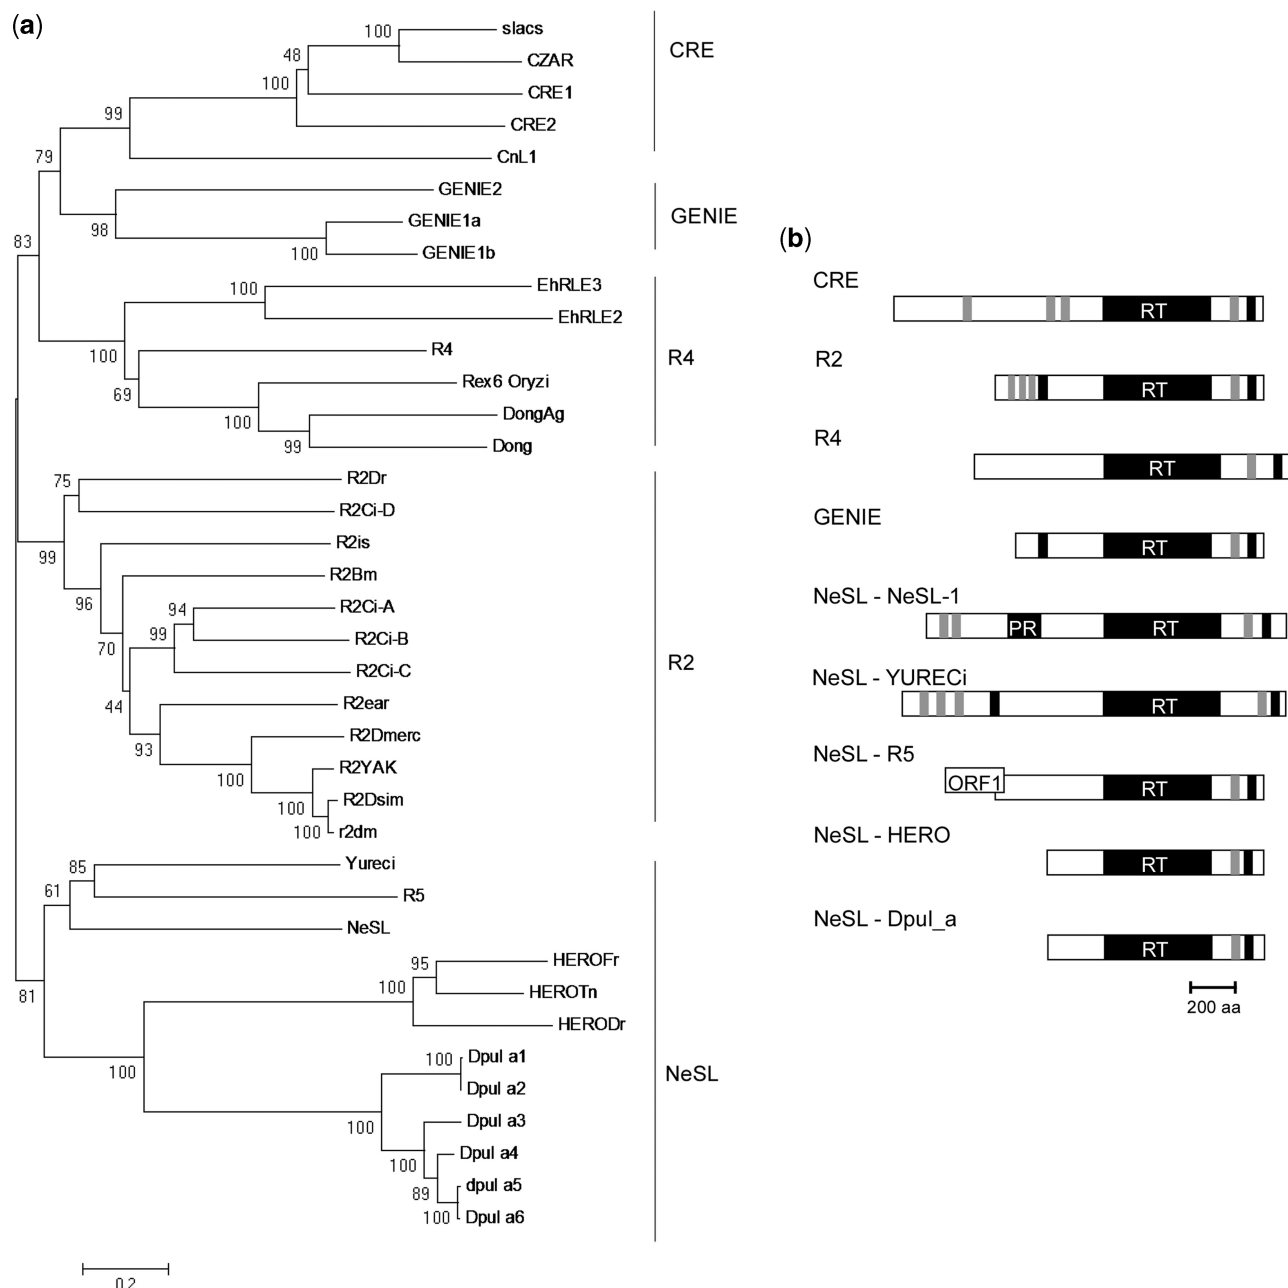 (a)
100
slacs
CZAR
48
100
CRE1
CRE2
99
CnL1
CRE
79
GENIE2
98
GENIE1a
100
GENIE1b
GENIE
83
100
EhRLE3
EhRLE2
100
R4
69
Rex6 Oryzi
100
DongAg
99
Dong
R4
75
R2Dr
R2Ci-D
99
R2is
96
R2Bm
94
R2Ci-A
99
R2Ci-B
70
R2Ci-C
44
R2ear
93
R2Dmerc
100
R2YAK
100
R2Dsim
100
r2dm
R2
85
Yureci
61
R5
NeSL
81
95
HEROFr
100
HEROTn
HERODr
100
100
Dpul a1
Dpul a2
100
Dpul a3
100
Dpul a4
89
dpul a5
100
Dpul a6
NeSL
0.2
(b)
CRE
RT
R2
RT
R4
RT
GENIE
RT
NeSL - NeSL-1
PR RT
NeSL - YURECi
RT
NeSL - R5
ORF1 RT
NeSL - HERO
RT
NeSL - Dpul_a
RT
200 aa